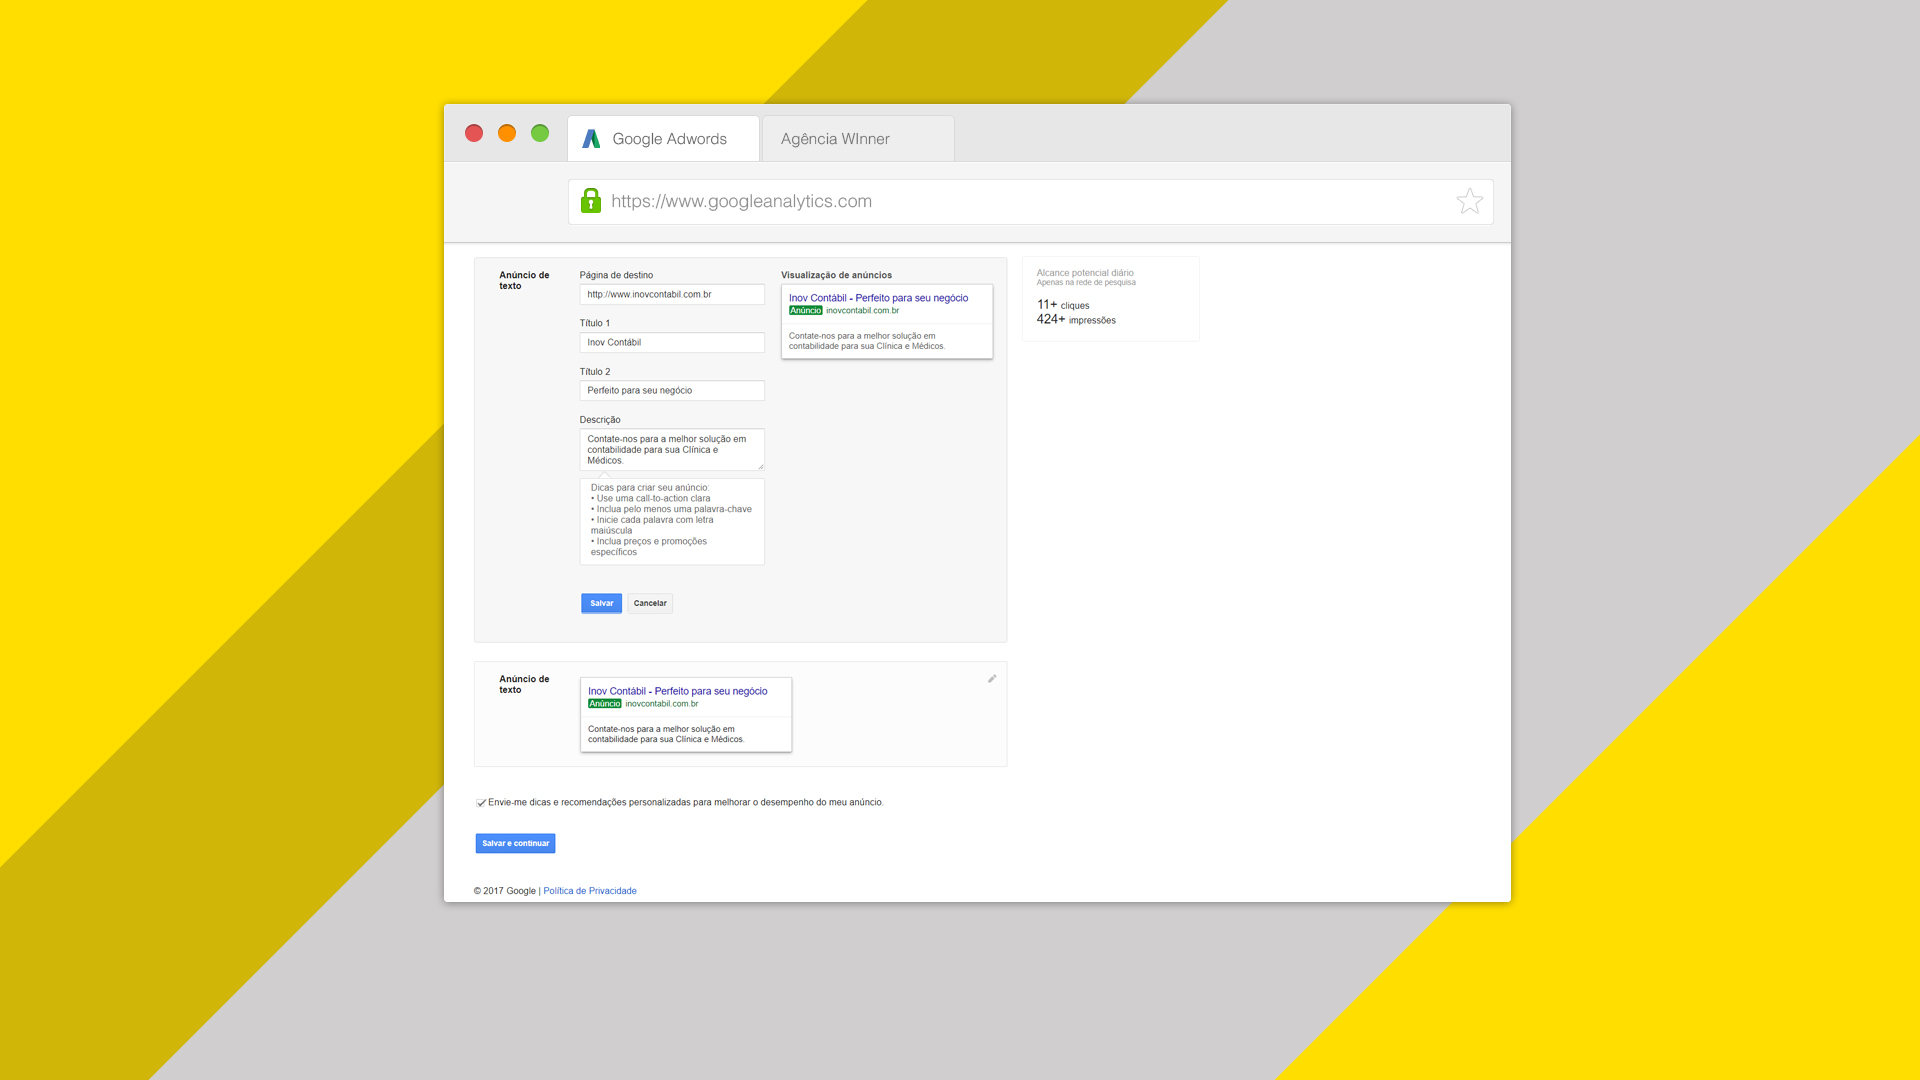 Google Adwords
Agência WInner
https://www.googleanalytics.com
Anúncio de
texto
Página de destino
http://www.inovcontabil.com.br
Título 1
Inov Contábil
Título 2
Perfeito para seu negócio
Descrição
Contate-nos para a melhor solução em
contabilidade para sua Clínica e
Médicos.
Dicas para criar seu anúncio:
• Use uma call-to-action clara
• Inclua pelo menos uma palavra-chave
• Inicie cada palavra com letra
maiúscula
• Inclua preços e promoções
específicos
Salvar
Cancelar
Visualização de anúncios
Inov Contábil - Perfeito para seu negócio
Anúncio inovcontabil.com.br
Contate-nos para a melhor solução em
contabilidade para sua Clínica e Médicos.
Alcance potencial diário
Apenas na rede de pesquisa
11+ cliques
424+ impressões
Anúncio de
texto
Inov Contábil - Perfeito para seu negócio
Anúncio inovcontabil.com.br
Contate-nos para a melhor solução em
contabilidade para sua Clínica e Médicos.
Envie-me dicas e recomendações personalizadas para melhorar o desempenho do meu anúncio.
Salvar e continuar
© 2017 Google | Política de Privacidade